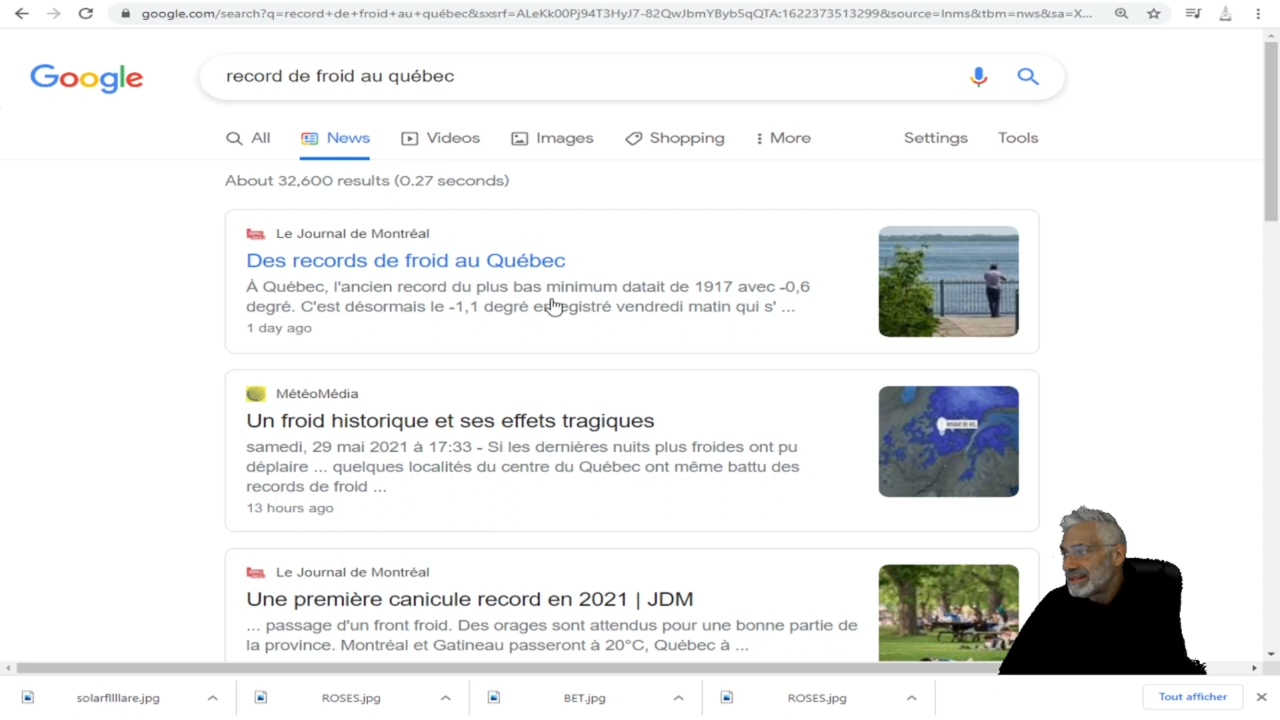 google.com/search?q=record+de+froid+au+québec&sxsrf=ALeKk00Pj94T3HyJ7-82QwJbmYByb5qQTA:1622373513299&source=lnms&tbm=nws&sa=X...
Google
record de froid au québec
All News Videos Images Shopping More Settings Tools
About 32,600 results (0.27 seconds)
Le Journal de Montréal
Des records de froid au Québec
À Québec, l'ancien record du plus bas minimum datait de 1917 avec -0,6
degré. C'est désormais le -1,1 degré enregistré vendredi matin qui s' ...
1 day ago
MétéoMédia
Un froid historique et ses effets tragiques
samedi, 29 mai 2021 à 17:33 - Si les dernières nuits plus froides ont pu
déplaire ... quelques localités du centre du Québec ont même battu des
records de froid ...
13 hours ago
Le Journal de Montréal
Une première canicule record en 2021 | JDM
... passage d'un front froid. Des orages sont attendus pour une bonne partie de
la province. Montréal et Gatineau passeront à 20°C, Québec à ...
solarfllllare.jpg ROSES.jpg BET.jpg ROSES.jpg Tout afficher